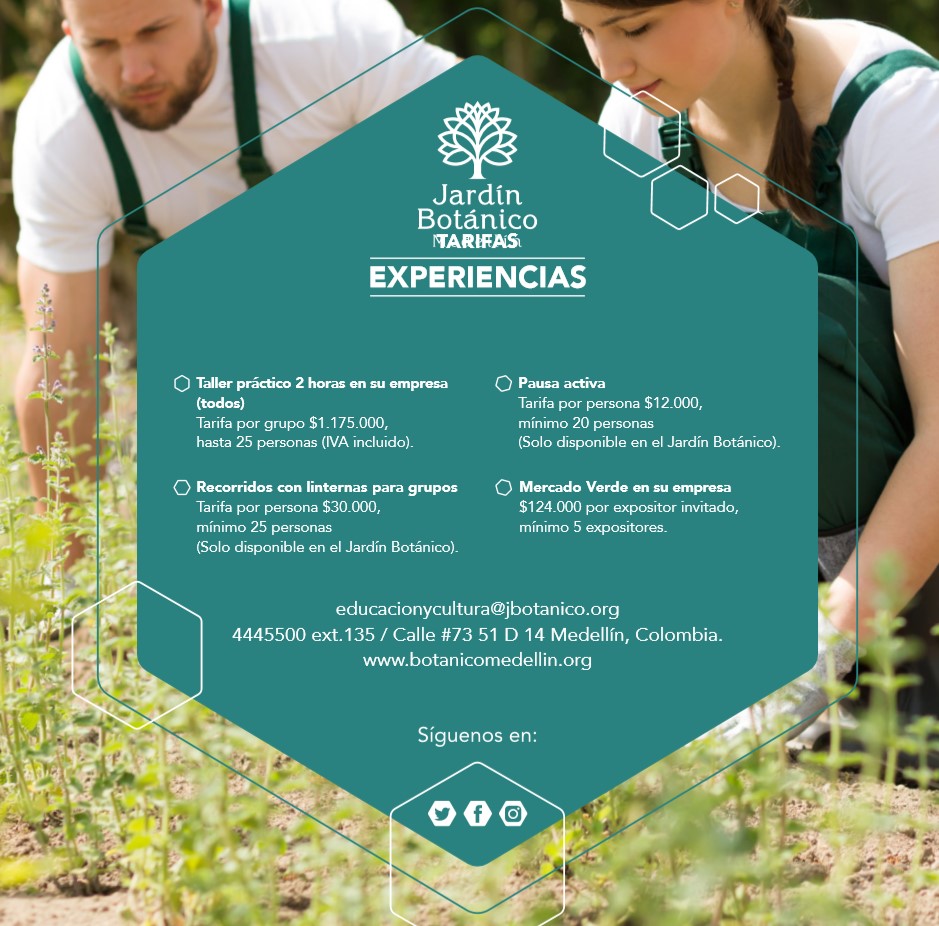 Jardín
Botánico
TARIFAS
EXPERIENCIAS
Taller práctico 2 horas en su empresa
(todos)
Tarifa por grupo $1.175.000,
hasta 25 personas (IVA incluido).
Recorridos con linternas para grupos
Tarifa por persona $30.000,
mínimo 25 personas
(Solo disponible en el Jardín Botánico).
Pausa activa
Tarifa por persona $12.000,
mínimo 20 personas
(Solo disponible en el Jardín Botánico).
Mercado Verde en su empresa
$124.000 por expositor invitado,
mínimo 5 expositores.
educacionycultura@jbotanico.org
4445500 ext.135 / Calle #73 51 D 14 Medellín, Colombia.
www.botanicomedellin.org
Síguenos en: